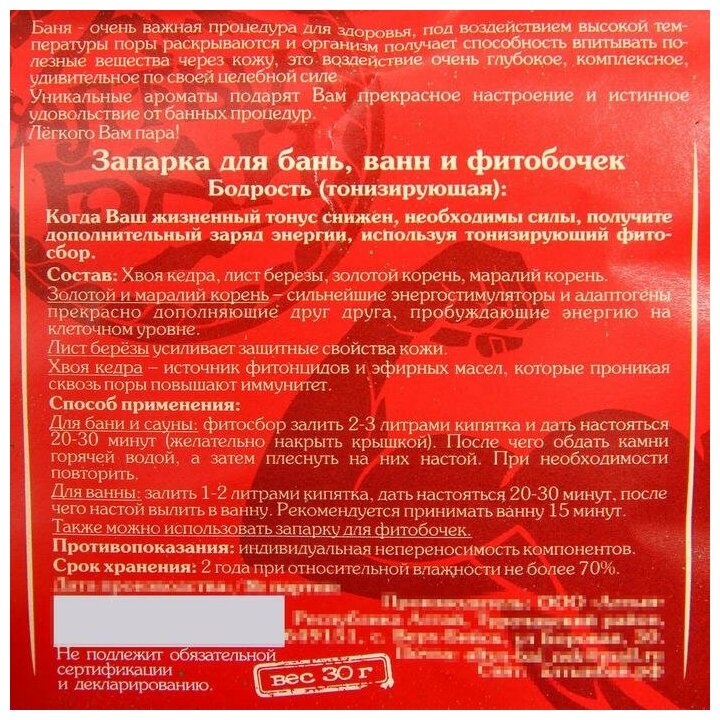 Баня - очень важная процедура для здоровья, под воздействием высокой тем-
пературы поры раскрываются и организм получает способность впитывать по-
лезные вещества через кожу, это воздействие очень глубокое, комплексное,
удивительное по своей целебной силе
Уникальные ароматы подарят Вам прекрасное настроение и истинное
удовольствие от банных процедур.
Лёгкого Вам пара!
Запарка для бань, ванн и фитобочек
Бодрость (тонизирующая):
Когда Ваш жизненный тонус снижен, необходимы силы, получите
дополнительный заряд энергии, используя тонизирующий фито-
сбор.
Состав: Хвоя кедра, лист березы, золотой корень, маралий корень.
Золотой и маралий корень – сильнейшие энергостимуляторы и адаптогены
прекрасно дополняющие друг друга, пробуждающие энергию на
клеточном уровне.
Лист берёзы усиливает защитные свойства кожи.
Хвоя кедра – источник фитонцидов и эфирных масел, которые проникая
сквозь поры повышают иммунитет.
Способ применения:
Для бани и сауны: фитосбор залить 2-3 литрами кипятка и дать настояться
20-30 минут (желательно накрыть крышкой). После чего обдать камни
горячей водой, а затем плеснуть на них настой. При необходимости
повторить.
Для ванны: залить 1-2 литрами кипятка, дать настояться 20-30 минут, после
чего настой вылить в ванну. Рекомендуется принимать ванну 15 минут.
Также можно использовать запарку для фитобочек.
Противопоказания: индивидуальная непереносимость компонентов.
Срок хранения: 2 года при относительной влажности не более 70%.
Не подлежит обязательной
сертификации
и декларированию.
вес 30 г